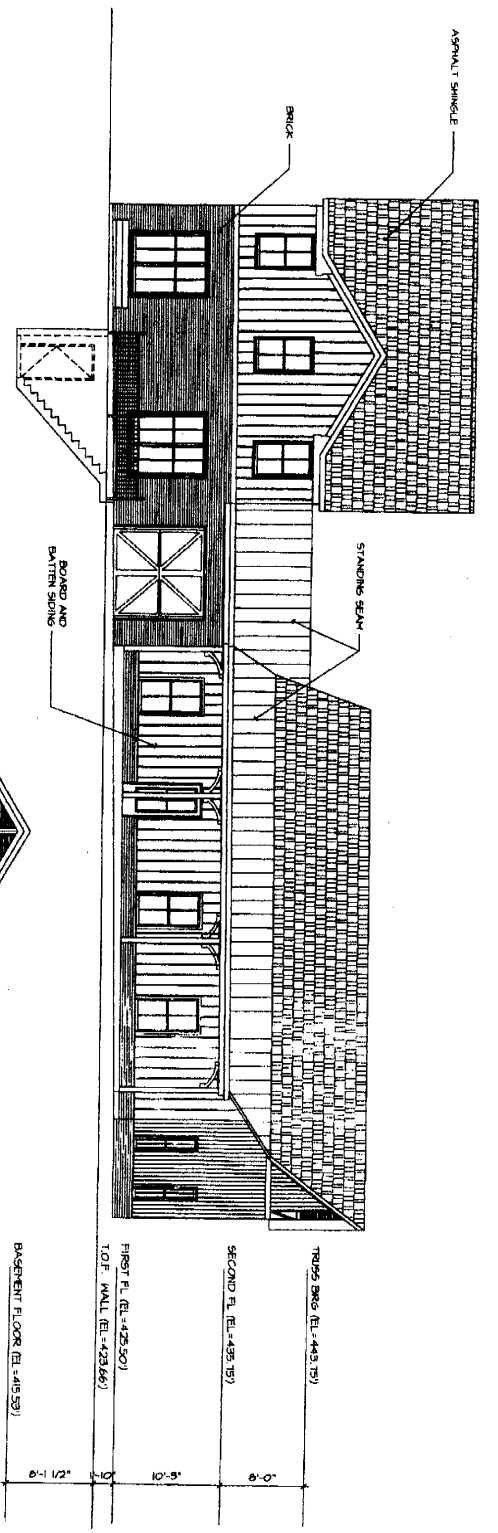 ASPHALT SHINGLE
BRICK
STANDING SEAM
BOARD AND
BATTEN SIDING
TRUSS BRG (EL=443.75')
SECOND FL (EL=435.75')
FIRST FL (EL=425.50')
T.O.F. WALL (EL=423.66')
BASEMENT FLOOR (EL=415.53')
8'-0"
10'-3"
1'-10"
8'-1 1/2"